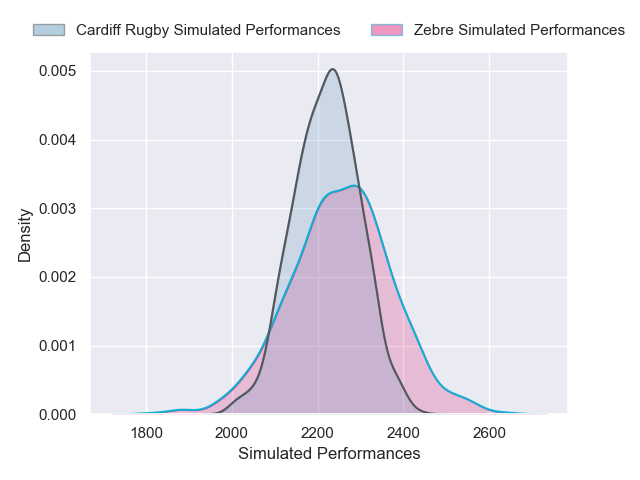 Cardiff Rugby Simulated Performances Zebre Simulated Performances
0.005
0.004
0.003
0.002
0.001
0.000
Density
1800 2000 2200 2400 2600
Simulated Performances